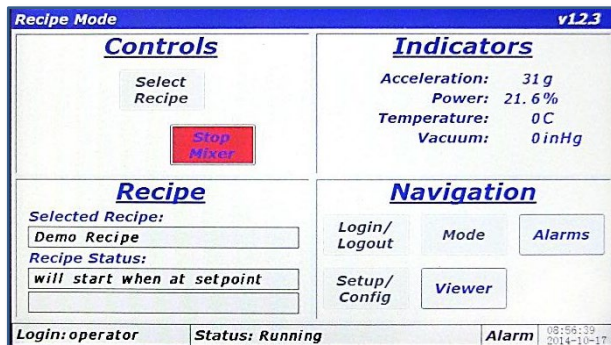 Recipe Mode v1.2.3
Controls
Select
Recipe
Stop
Mixer
Indicators
Acceleration: 31 g
Power: 21.6%
Temperature: 0 C
Vacuum: 0 inHg
Recipe
Selected Recipe:
Demo Recipe
Recipe Status:
will start when at setpoint
Navigation
Login/
Logout
Mode
Alarms
Setup/
Config
Viewer
Login: operator
Status: Running
Alarm
08:56:39
2014-10-17